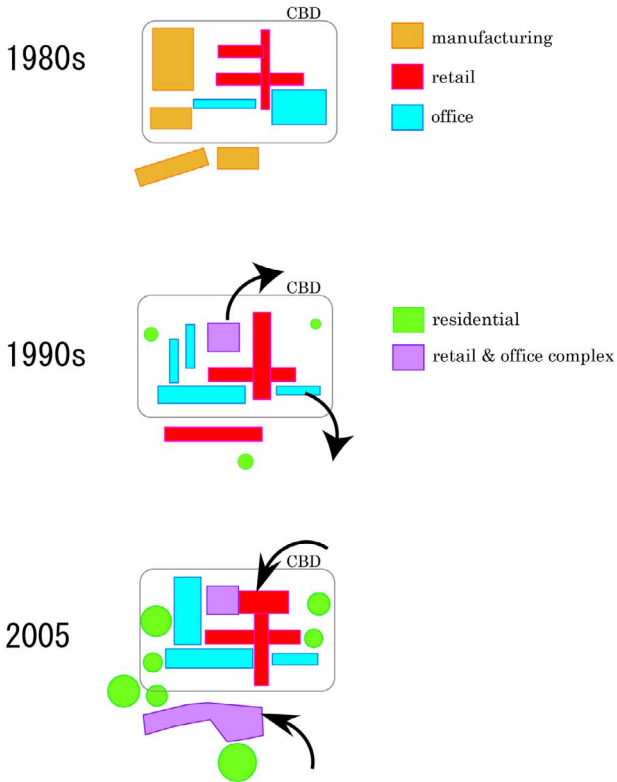 CBD
1980s
manufacturing
retail
office
CBD
1990s
residential
retail & office complex
CBD
2005